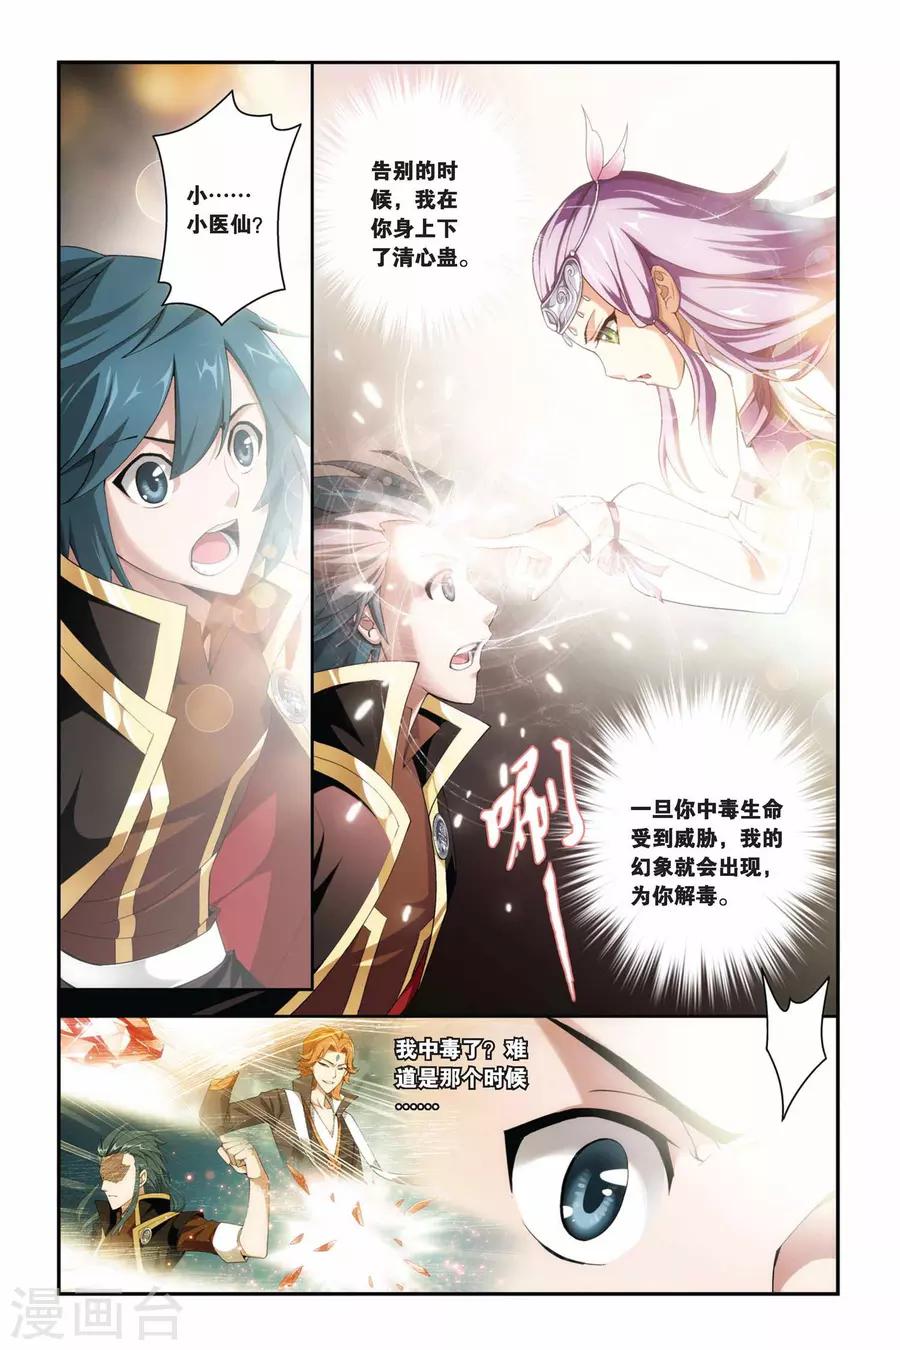 小……
小医仙？
告别的时
候，我在
你身上下
了清心蛊。
唰
一旦你中毒生命
受到威胁，我的
幻象就会出现，
为你解毒。
我中毒了？难
道是那个时候
……
漫画台